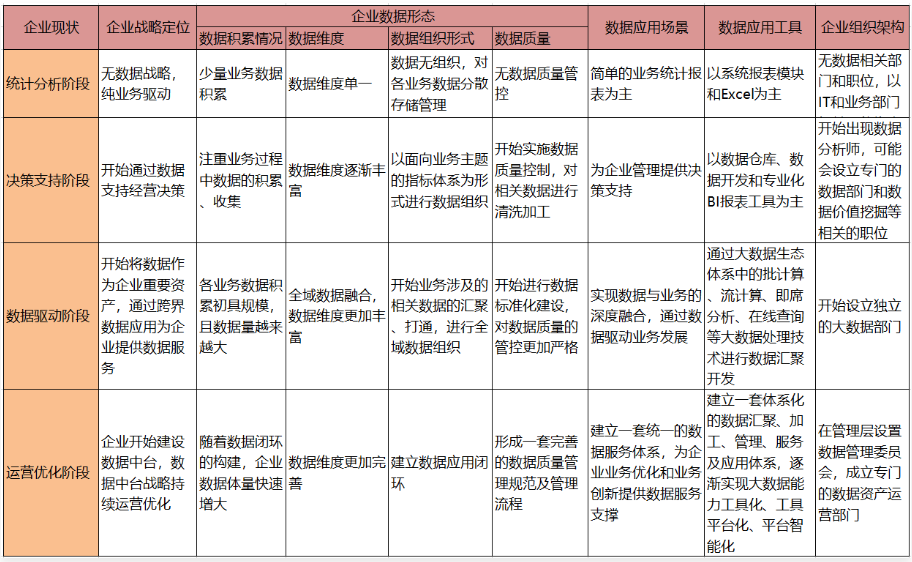 企业现状
企业战略定位
企业数据形态
数据积累情况
数据维度
数据组织形式
数据质量
数据应用场景
数据应用工具
企业组织架构
统计分析阶段
无数据战略，
纯业务驱动
少量业务数据
积累
数据维度单一
数据无组织，对
各业务数据分散
存储管理
无数据质量管
控
简单的业务统计报
表为主
以系统报表模块
和Excel为主
无数据相关部
门和职位，以
IT和业务部门
决策支持阶段
开始通过数据
支持经营决策
注重业务过程
中数据的积累
、收集
数据维度逐渐丰
富
以面向业务主题
的指标体系为形
式进行数据组织
开始实施数据
质量控制，对
相关数据进行
清洗加工
为企业管理提供决
策支持
以数据仓库、数
据开发和专业化
BI报表工具为主
开始出现数据
分析师，可能
会设立专门的
数据部门和数
据价值挖掘等
相关的职位
数据驱动阶段
开始将数据作
为企业重要资
产，通过跨界
数据应用为企
业提供数据服
务
各业务数据积
累初具规模，
且数据量越来
越大
全域数据融合，
数据维度更加丰
富
开始业务涉及的
相关数据的汇聚
、打通，进行全
域数据组织
开始进行数据
标准化建设，
对数据质量的
管控更加严格
实现数据与业务的
深度融合，通过数
据驱动业务发展
通过大数据生态
体系中的批计算
、流计算、即席
分析、在线查询
等大数据处理技
术进行数据汇聚
开发
开始设立独立
的大数据部门
运营优化阶段
企业开始建设
数据中台，数
据中台战略持
续运营优化
随着数据闭环
的构建，企业
数据体量快速
增大
数据维度更加完
善
建立数据应用闭
环
形成一套完善
的数据质量管
理规范及管理
流程
建立一套统一的数
据服务体系，为企
业业务优化和业务
创新提供数据服务
支撑
建立一套体系化
的数据汇聚、加
工、管理、服务
及应用体系，逐
渐实现大数据能
力工具化、工具
平台化、平台智
能化
在管理层设置
数据管理委员
会，成立专门
的数据资产运
营部门